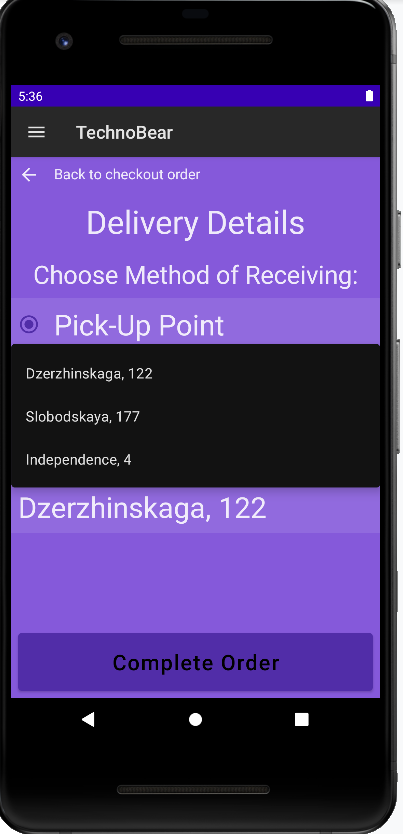 5:36
TechnoBear
Back to checkout order
Delivery Details
Choose Method of Receiving:
Pick-Up Point
Dzerzhinskaga, 122
Slobodskaya, 177
Independence, 4
Dzerzhinskaga, 122
Complete Order